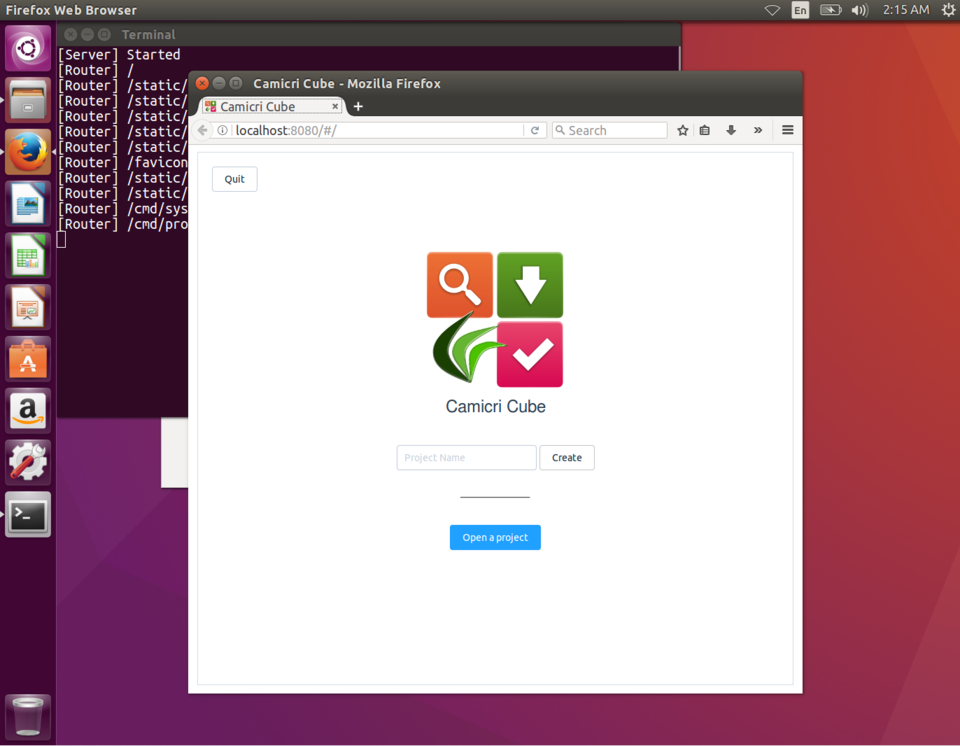 Firefox Web Browser
En
2:15 AM
Terminal
[Server] Started
[Router] /
[Router] /static/
[Router] /static/
[Router] /static/
[Router] /static/
[Router] /static/
[Router] /favicon
[Router] /static/
[Router] /static/
[Router] /cmd/sys
[Router] /cmd/pro
Camicri Cube - Mozilla Firefox
Camicri Cube
localhost:8080/#/
Search
Quit
Camicri Cube
Project Name
Create
Open a project